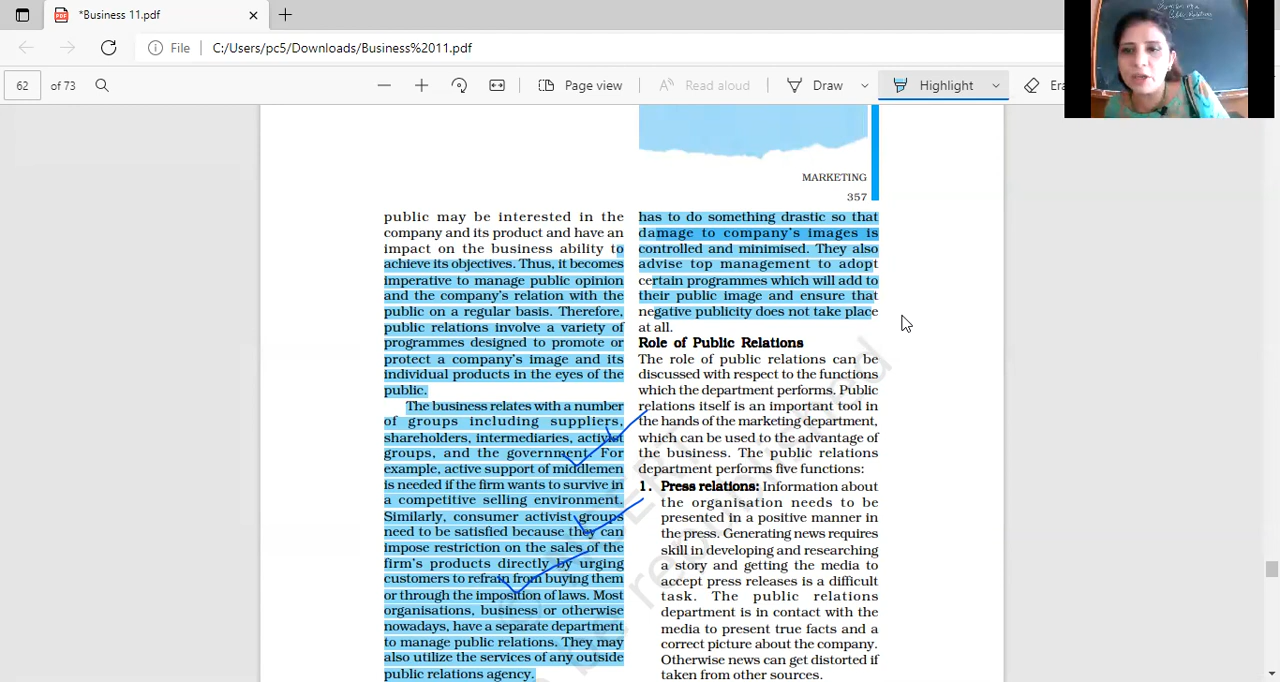 *Business 11.pdf
File
C:/Users/pc5/Downloads/Business%2011.pdf
62
of 73
Page view
Read aloud
Draw
Highlight
MARKETING
357
public may be interested in the
company and its product and have an
impact on the business ability to
achieve its objectives. Thus, it becomes
imperative to manage public opinion
and the company's relation with the
public on a regular basis. Therefore,
public relations involve a variety of
programmes designed to promote or
protect a company's image and its
individual products in the eyes of the
public.
The business relates with a number
of groups including suppliers,
shareholders, intermediaries, activist
groups, and the government. For
example, active support of middlemen
is needed if the firm wants to survive in
a competitive selling environment.
Similarly, consumer activist groups
need to be satisfied because they can
impose restriction on the sales of the
firm's products directly by urging
customers to refrain from buying them
or through the imposition of laws. Most
organisations, business or otherwise
nowadays, have a separate department
to manage public relations. They may
also utilize the services of any outside
public relations agency.
has to do something drastic so that
damage to company's images is
controlled and minimised. They also
advise top management to adopt
certain programmes which will add to
their public image and ensure that
negative publicity does not take place
at all.
Role of Public Relations
The role of public relations can be
discussed with respect to the functions
which the department performs. Public
relations itself is an important tool in
the hands of the marketing department,
which can be used to the advantage of
the business. The public relations
department performs five functions:
1. Press relations: Information about
the organisation needs to be
presented in a positive manner in
the press. Generating news requires
skill in developing and researching
a story and getting the media to
accept press releases is a difficult
task. The public relations
department is in contact with the
media to present true facts and a
correct picture about the company.
Otherwise news can get distorted if
taken from other sources.
Public Relations